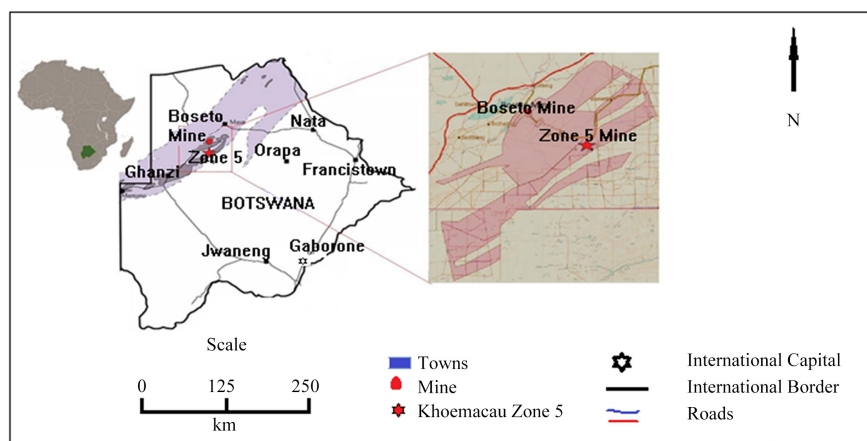 N
Boseto
Mine
Nata
Zone 5
Orapa
Ghanzi
Francistown
BOTSWANA
Jwaneng
Gaborone
Boseto Mine
Zone 5 Mine
Scale
0 125 250
km
Towns
Mine
Khoemacau Zone 5
International Capital
International Border
Roads